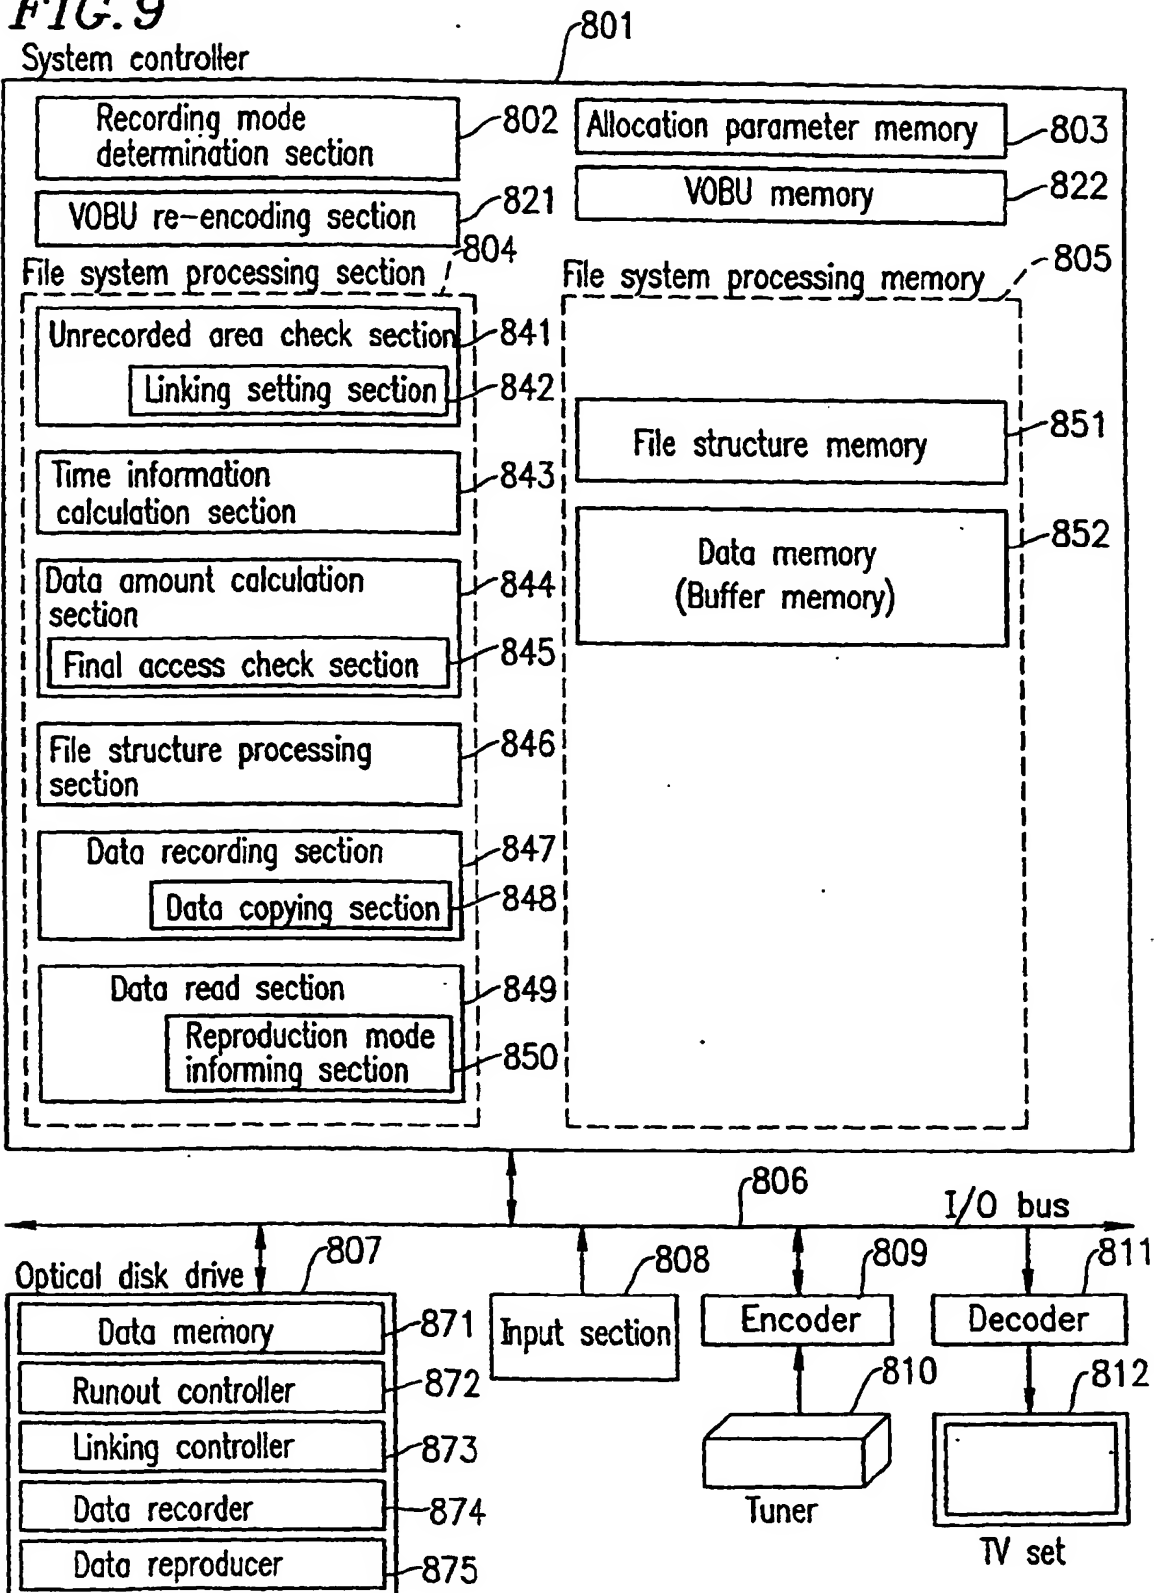 FIG. 9
801
System controller
Recording mode
determination section
802
Allocation parameter memory
803
VOBU re-encoding section
821
VOBU memory
822
File system processing section
804
File system processing memory
805
Unrecorded area check section
841
Linking setting section
842
File structure memory
851
Time information
calculation section
843
Data memory
(Buffer memory)
852
Data amount calculation
section
844
Final access check section
845
File structure processing
section
846
Data recording section
847
Data copying section
848
Data read section
849
Reproduction mode
informing section
850
806
I/O bus
Optical disk drive
807
808
809
811
Data memory
871
Input section
Encoder
Decoder
Runout controller
872
810
812
Linking controller
873
Data recorder
874
Tuner
TV set
Data reproducer
875